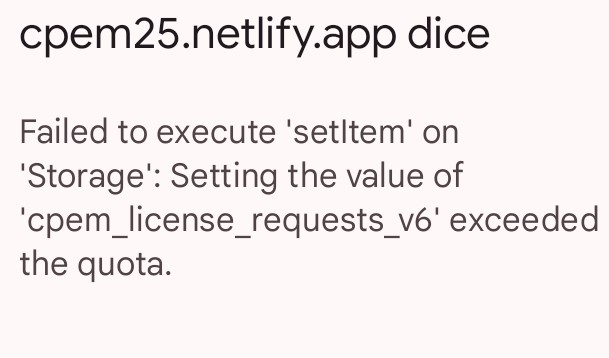 cpem25.netlify.app dice
Failed to execute 'setItem' on
'Storage': Setting the value of
'cpem_license_requests_v6' exceeded
the quota.